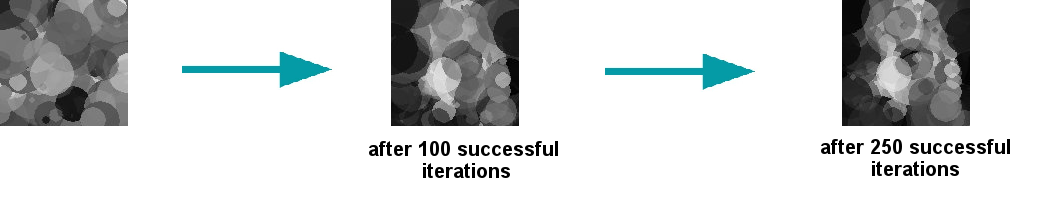 after 100 successful
iterations
after 250 successful
iterations